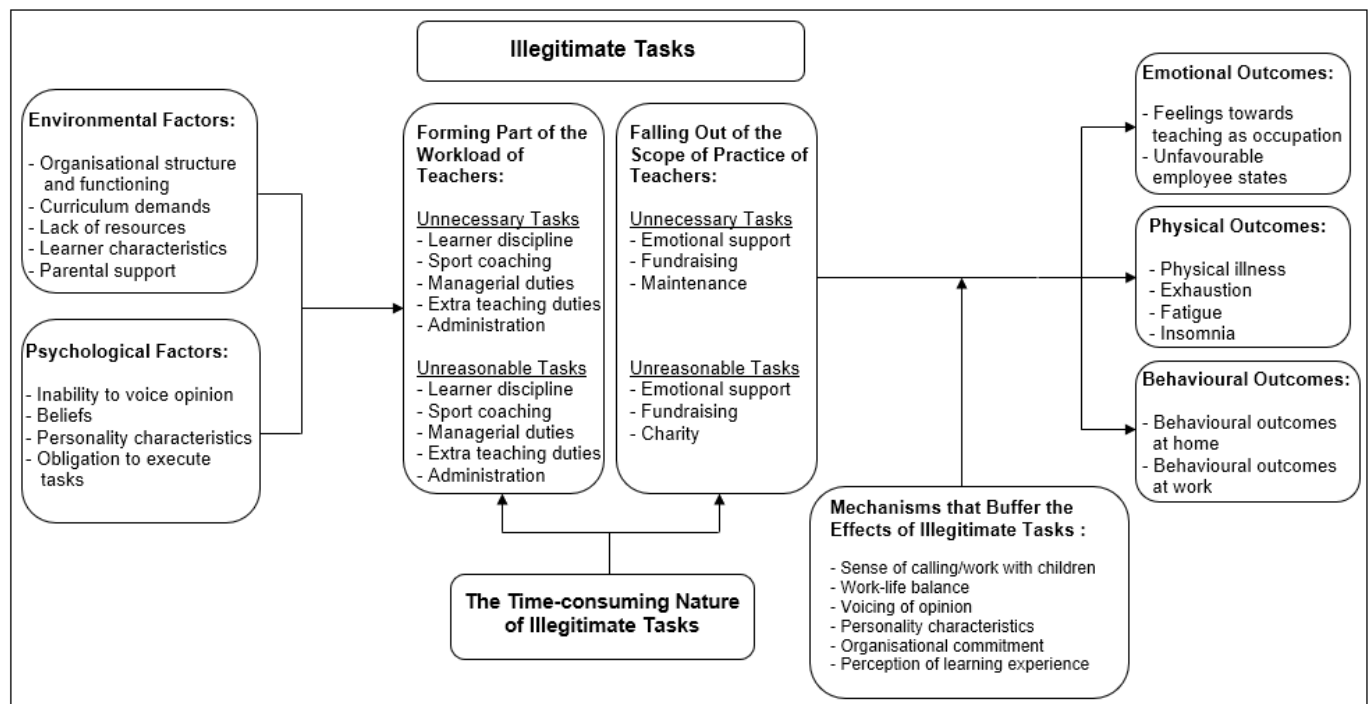 Illegitimate Tasks
Environmental Factors:
- Organisational structure
and functioning
- Curriculum demands
- Lack of resources
- Learner characteristics
- Parental support
Psychological Factors:
- Inability to voice opinion
- Beliefs
- Personality characteristics
- Obligation to execute
tasks
Forming Part of the
Workload of
Teachers:
Unnecessary Tasks
- Learner discipline
- Sport coaching
- Managerial duties
- Extra teaching duties
- Administration
Unreasonable Tasks
- Learner discipline
- Sport coaching
- Managerial duties
- Extra teaching duties
- Administration
Falling Out of the
Scope of Practice of
Teachers:
Unnecessary Tasks
- Emotional support
- Fundraising
- Maintenance
Unreasonable Tasks
- Emotional support
- Fundraising
- Charity
The Time-consuming Nature
of Illegitimate Tasks
Mechanisms that Buffer the
Effects of Illegitimate Tasks :
- Sense of calling/work with children
- Work-life balance
- Voicing of opinion
- Personality characteristics
- Organisational commitment
- Perception of learning experience
Emotional Outcomes:
- Feelings towards
teaching as occupation
- Unfavourable
employee states
Physical Outcomes:
- Physical illness
- Exhaustion
- Fatigue
- Insomnia
Behavioural Outcomes:
- Behavioural outcomes
at home
- Behavioural outcomes
at work